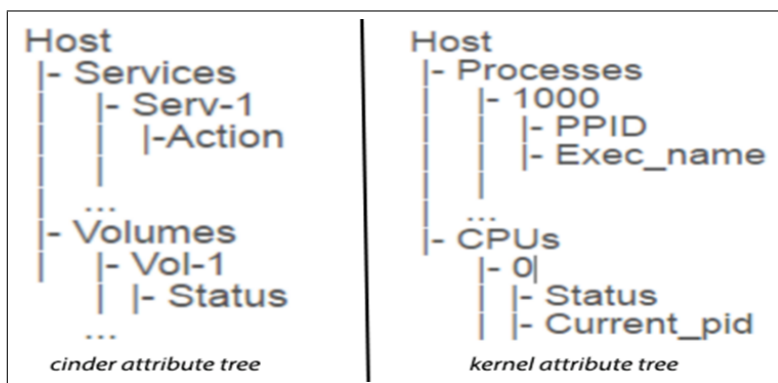 Host
|- Services
| |- Serv-1
| | |-Action
| |
| ...
|- Volumes
| |- Vol-1
| |- Status
...
cinder attribute tree
Host
|- Processes
| |- 1000
| | |- PPID
| | |- Exec_name
| |
| ...
|- CPUs
|- 0|
| |- Status
| |- Current_pid
kernel attribute tree